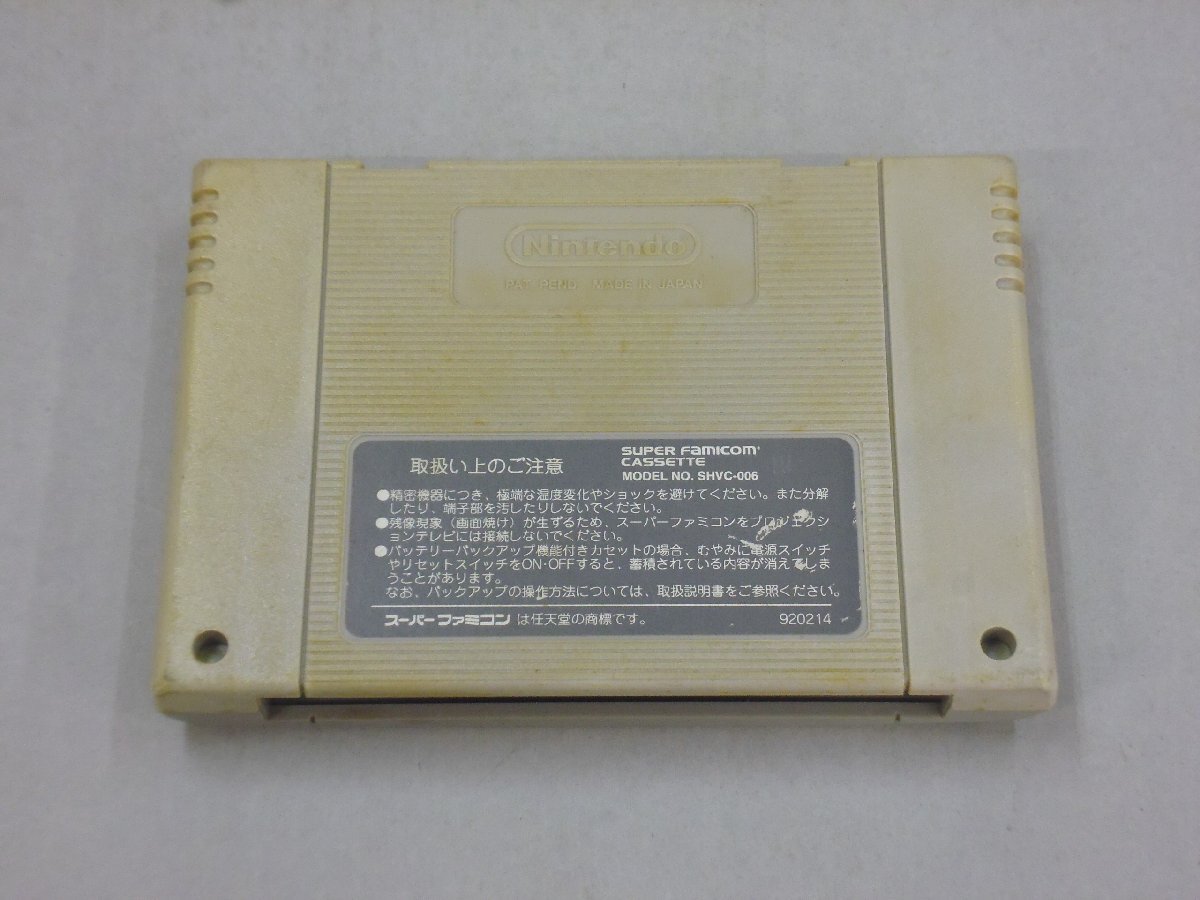 Nintendo
PAT. PEND. MADE IN JAPAN
取扱い上のご注意
SUPER FAMICOM
CASSETTE
MODEL NO. SHVC-006
●精密機器につき、極端な温度変化やショックを避けてください。また分解
したり、端子部を汚したりしないでください。
●残像現象(画面焼け)が生ずるため、スーパーファミコンをプロジェクシ
ョンテレビには接続しないでください。
●バッテリーバックアップ機能付きカセットの場合、むやみに電源スイッチ
やリセットスイッチをON・OFFすると、蓄積されている内容が消えてしま
うことがあります。
なお、バックアップの操作方法については、取扱説明書をご参照ください。
スーパーファミコン は任天堂の商標です。
920214